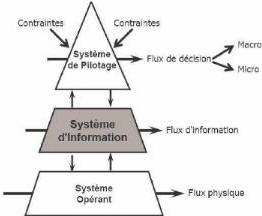 Contraintes
Contraintes
Système
de Pilotage
Flux de décision
Macro
Micro
Système
d'Information
Flux d'information
Système
Opérant
Flux physique